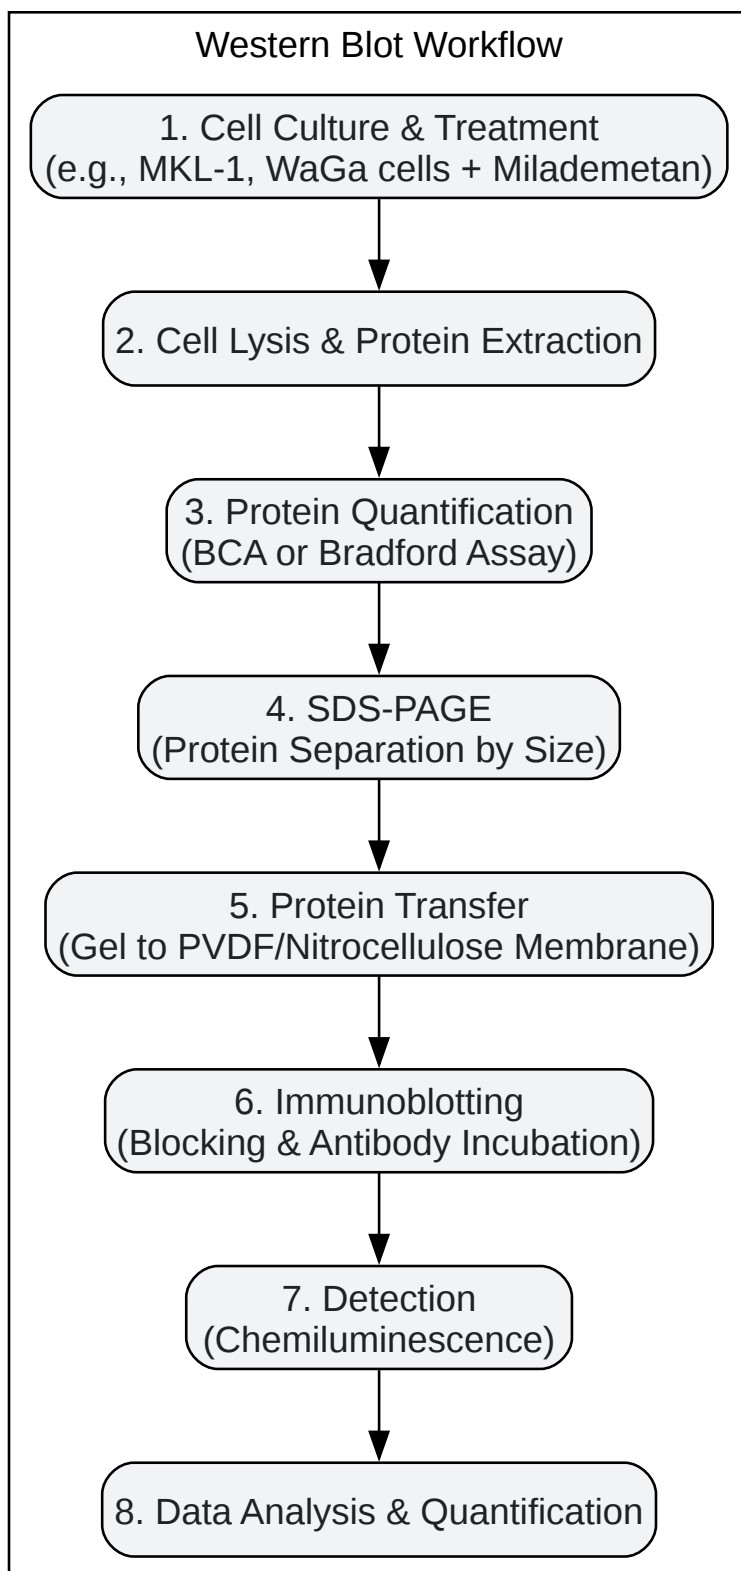 Western Blot Workflow
1. Cell Culture & Treatment
(e.g., MKL-1, WaGa cells + Milademetan)
2. Cell Lysis & Protein Extraction
3. Protein Quantification
(BCA or Bradford Assay)
4. SDS-PAGE
(Protein Separation by Size)
5. Protein Transfer
(Gel to PVDF/Nitrocellulose Membrane)
6. Immunoblotting
(Blocking & Antibody Incubation)
7. Detection
(Chemiluminescence)
8. Data Analysis & Quantification